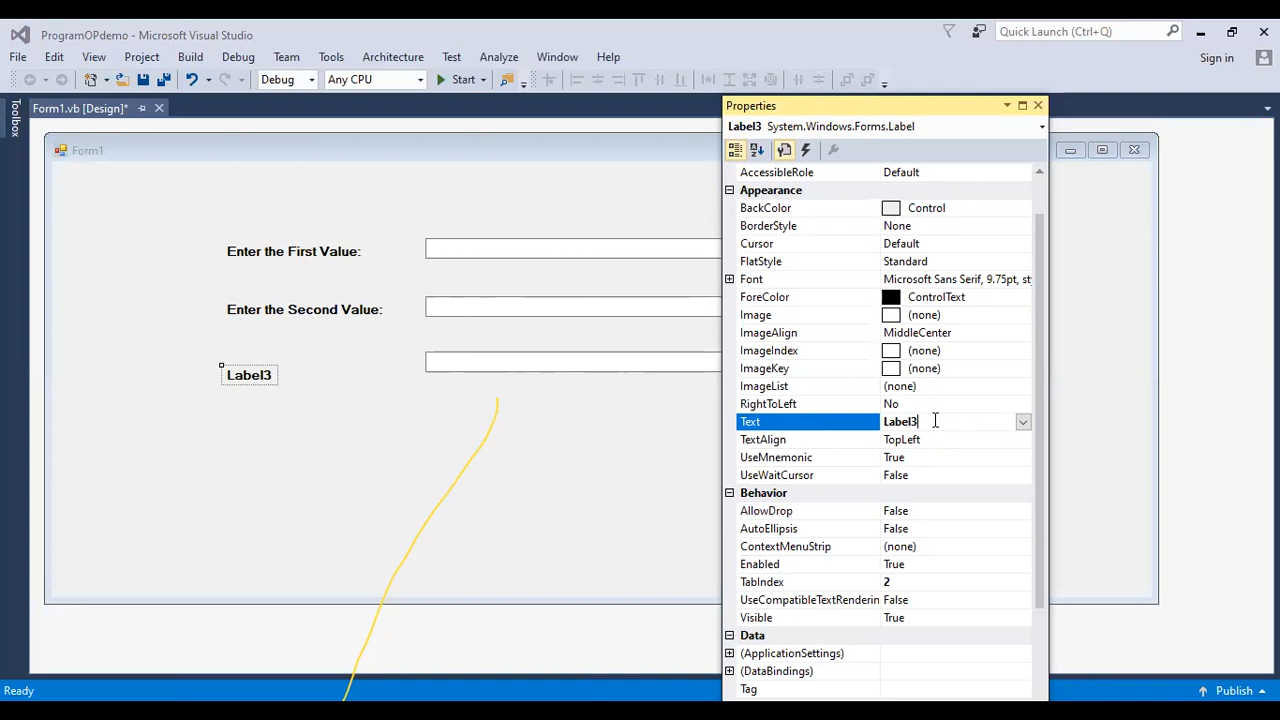 ProgramOPdemo - Microsoft Visual Studio
Quick Launch (Ctrl+Q)
File Edit View Project Build Debug Team Tools Architecture Test Analyze Window Help
Sign in
Debug Any CPU Start
Toolbox
Form1.vb [Design]*
Form1
Enter the First Value:
Enter the Second Value:
Label3
Properties
Label3 System.Windows.Forms.Label
AccessibleRole Default
Appearance
BackColor Control
BorderStyle None
Cursor Default
FlatStyle Standard
Font Microsoft Sans Serif, 9.75pt, sty
ForeColor ControlText
Image (none)
ImageAlign MiddleCenter
ImageIndex (none)
ImageKey (none)
ImageList (none)
RightToLeft No
Text Label3
TextAlign TopLeft
UseMnemonic True
UseWaitCursor False
Behavior
AllowDrop False
AutoEllipsis False
ContextMenuStrip (none)
Enabled True
TabIndex 2
UseCompatibleTextRenderin False
Visible True
Data
(ApplicationSettings)
(DataBindings)
Tag
Ready
Publish